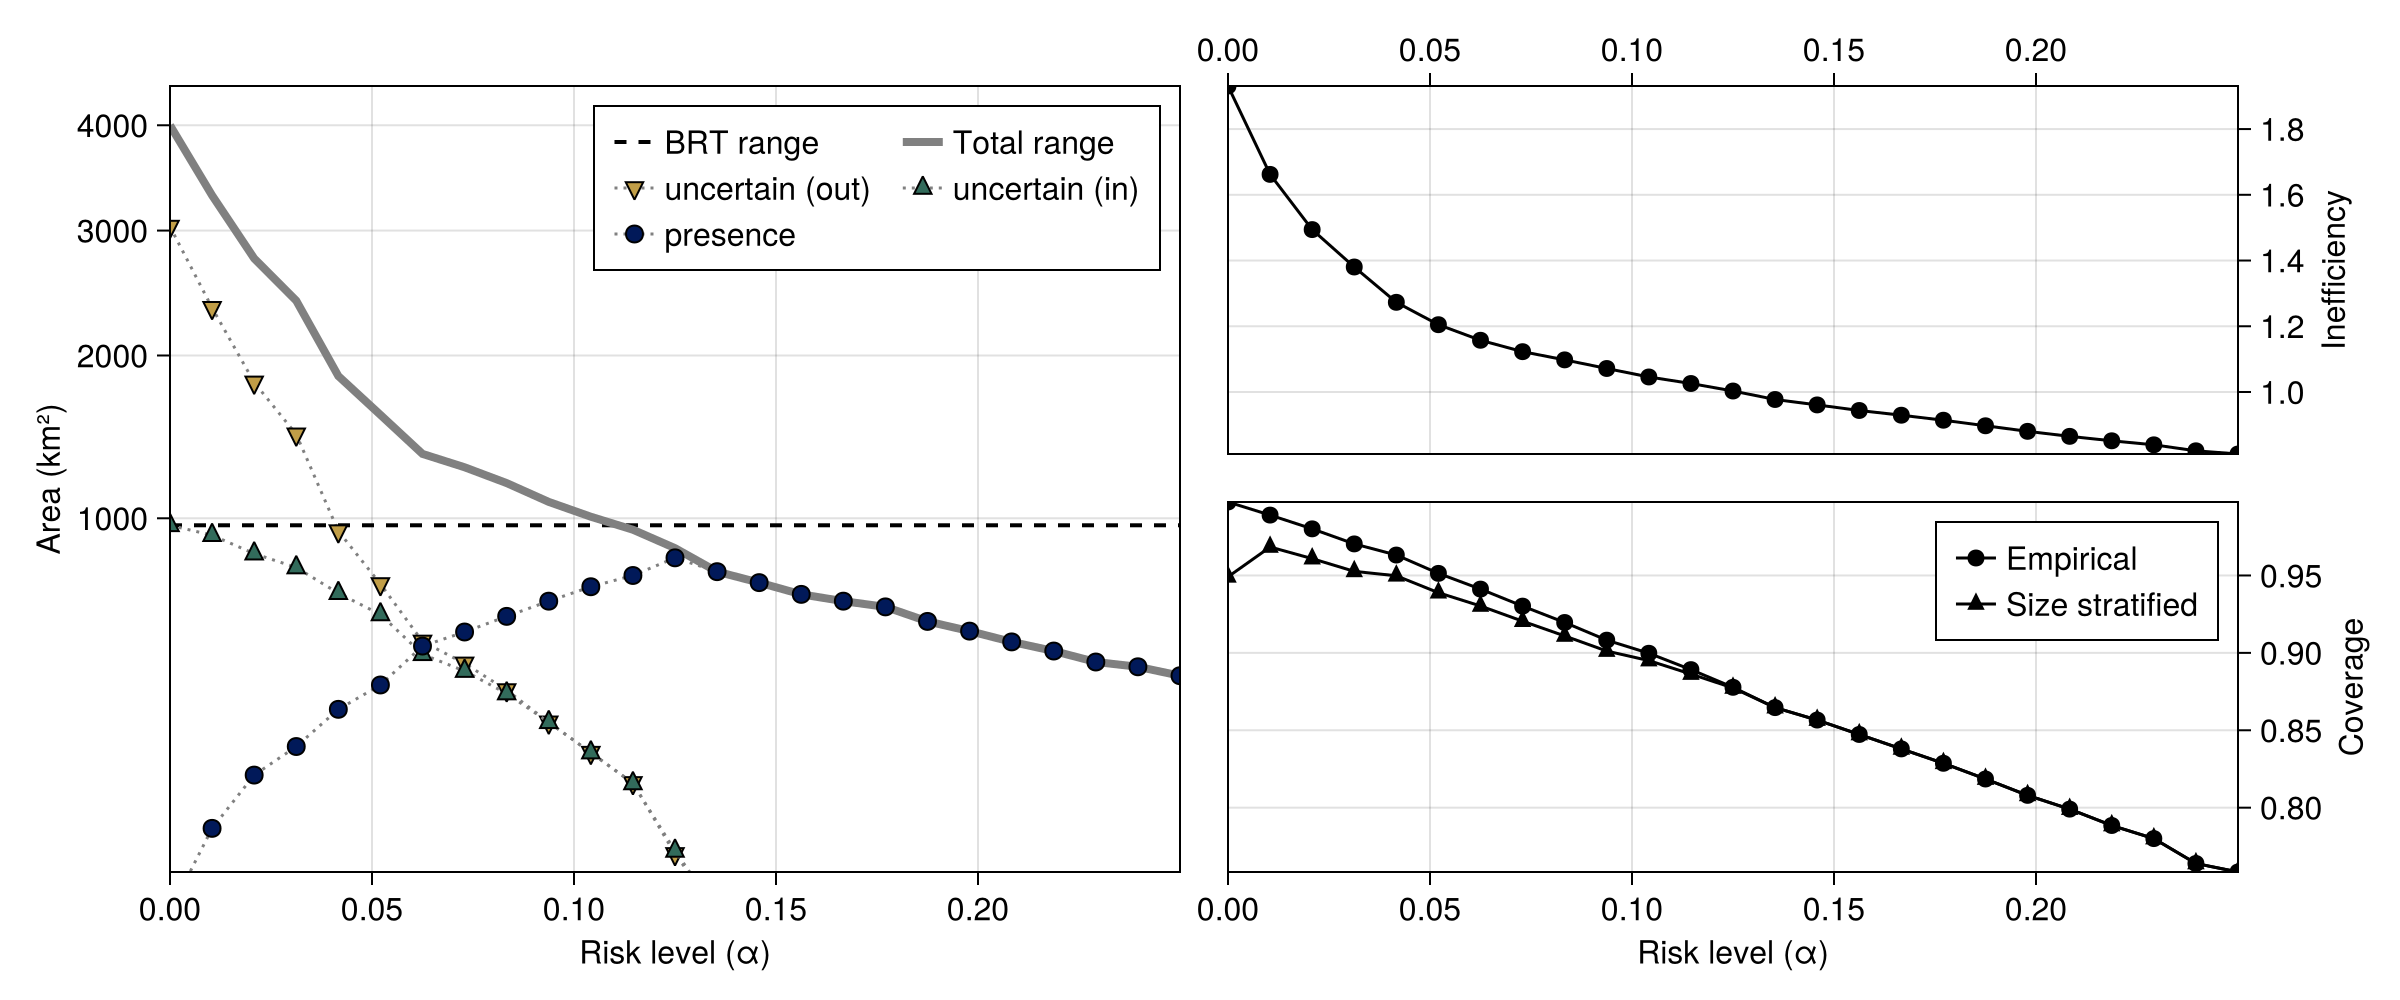 4000
3000
2000
1000
Area (km²)
BRT range
Total range
uncertain (out)
uncertain (in)
presence
0.00 0.05 0.10 0.15 0.20
Risk level (α)
0.00 0.05 0.10 0.15 0.20
1.8
1.6
1.4
1.2
1.0
Inefficiency
Empirical
Size stratified
0.95
0.90
0.85
0.80
Coverage
0.00 0.05 0.10 0.15 0.20
Risk level (α)